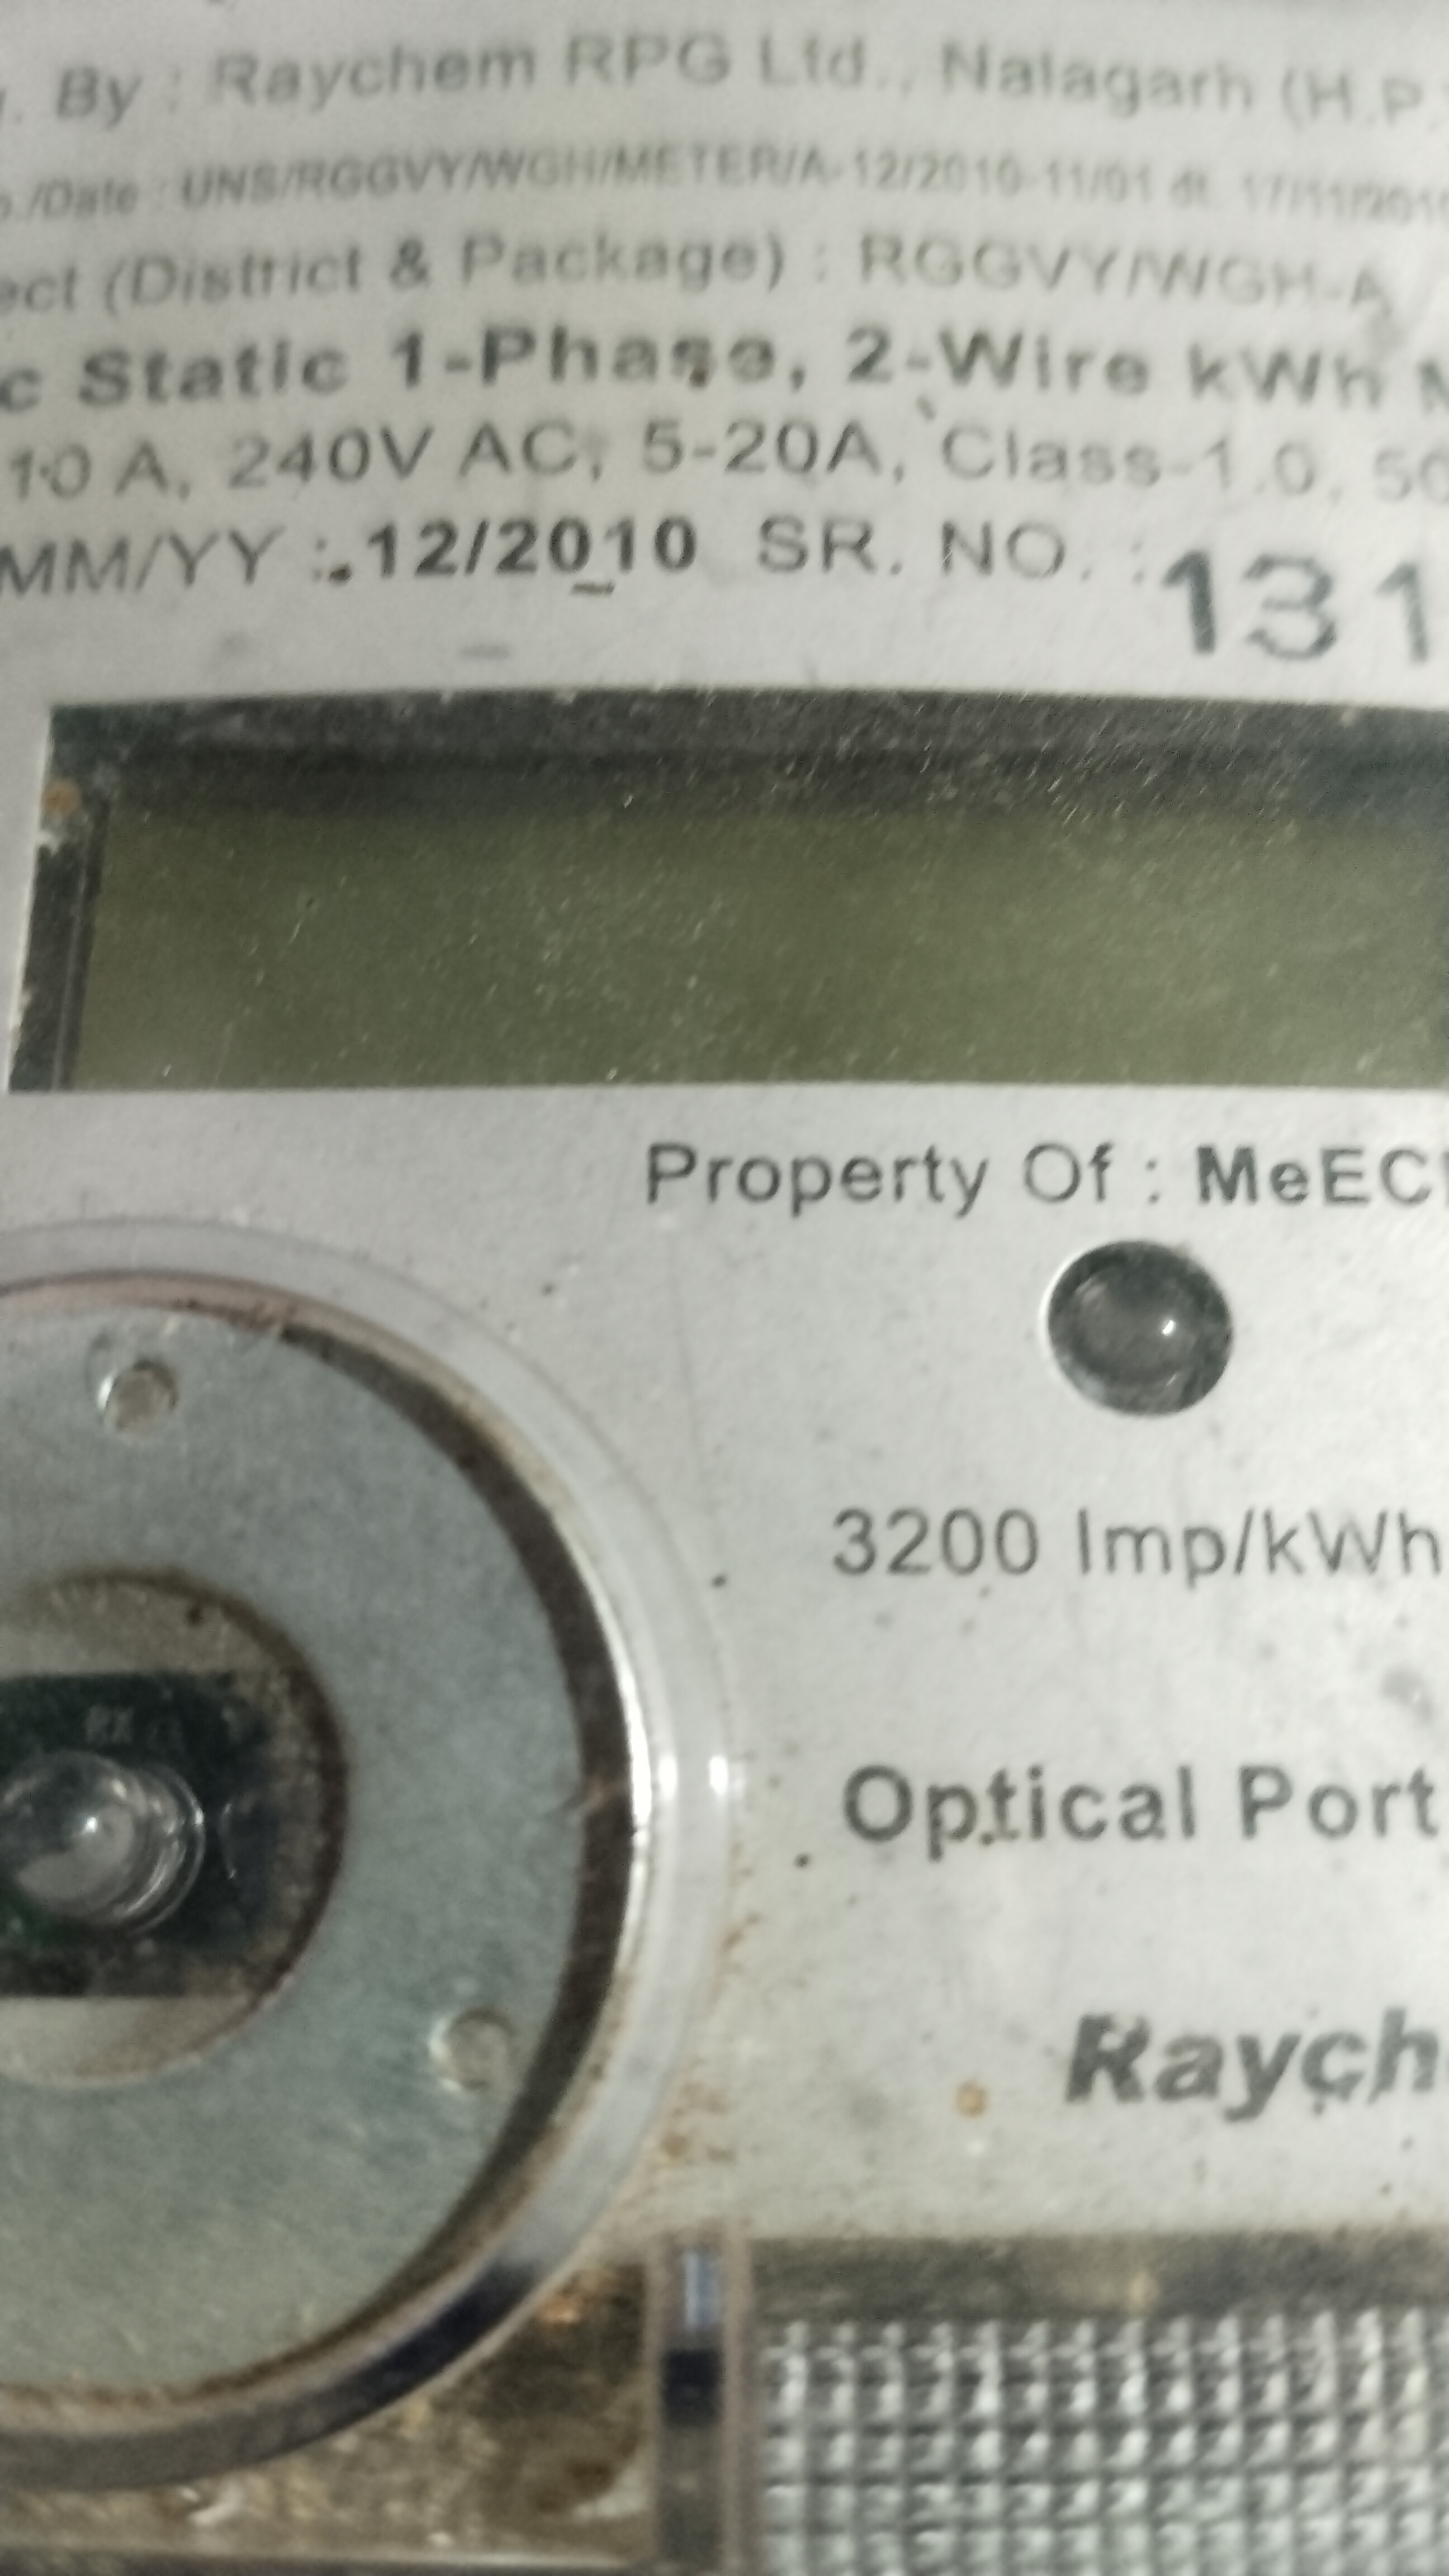 . By : Raychem RPG Ltd., Nalagarh (H.P.
./Date : UNS/RGGVY/WGH/METER/A-12/2010-11/01 dt. 17/11/201
ect (District & Package) : RGGVY/WGH-A
c Static 1-Phase, 2-Wire kWh
10 A, 240V AC, 5-20A, Class-1.0, 50
MM/YY : 12/2010 SR. NO. : 131
Property Of : MeEC
3200 Imp/kWh
Optical Port
Raych
RX